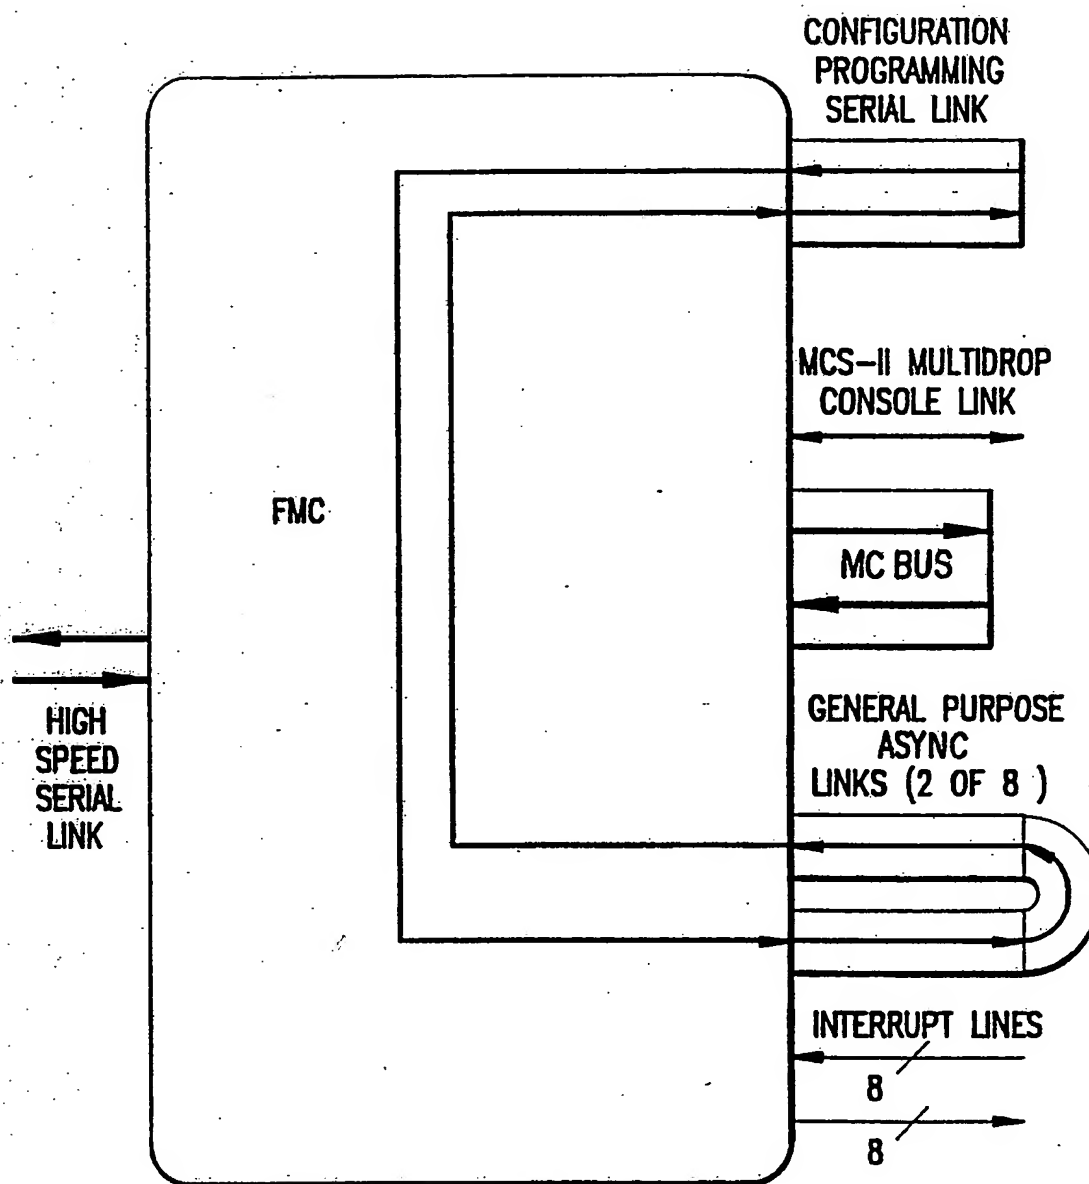 CONFIGURATION
PROGRAMMING
SERIAL LINK
MCS-II MULTIDROP
CONSOLE LINK
FMC
MC BUS
HIGH
SPEED
SERIAL
LINK
GENERAL PURPOSE
ASYNC
LINKS (2 OF 8 )
INTERRUPT LINES
8
8